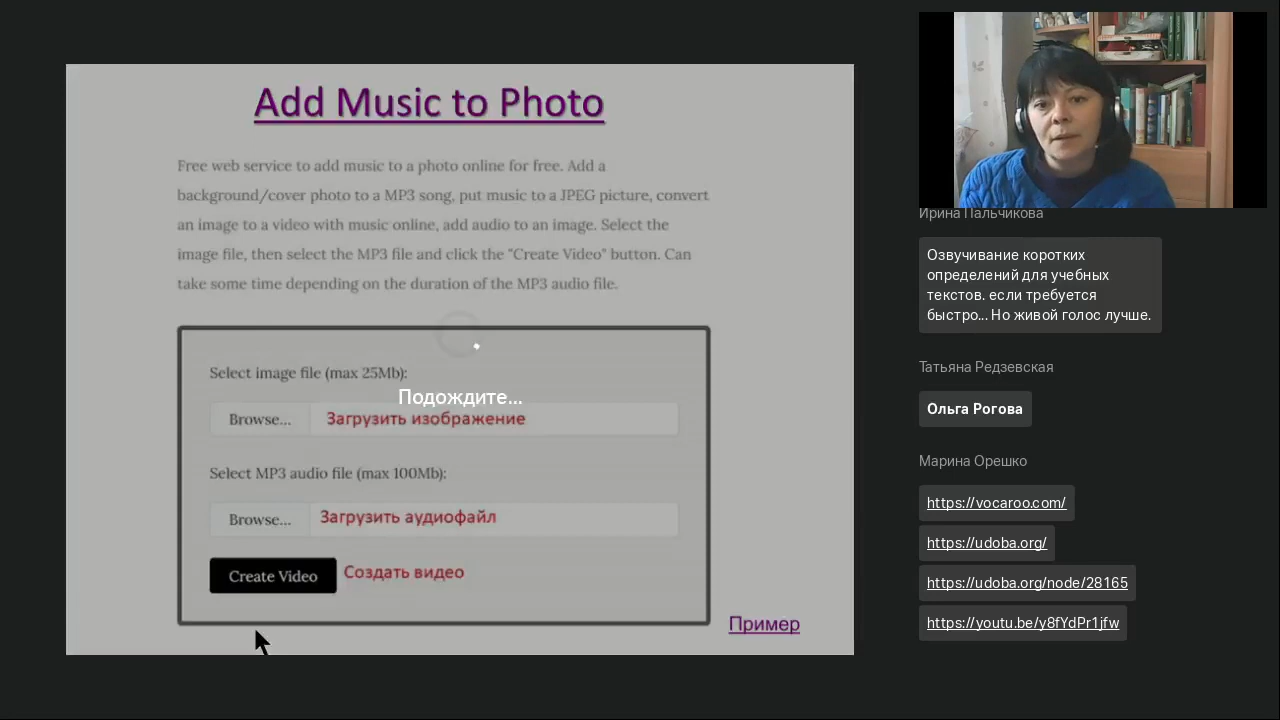 Add Music to Photo
Free web service to add music to a photo online for free. Add a
background/cover photo to a MP3 song, put music to a JPEG picture, convert
an image to a video with music online, add audio to an image. Select the
image file, then select the MP3 file and click the "Create Video" button. Can
take some time depending on the duration of the MP3 audio file.
Select image file (max 25Mb):
Подождите...
Browse... Загрузить изображение
Select MP3 audio file (max 100Mb):
Browse... Загрузить аудиофайл
Create Video Создать видео
Пример
Ирина Пальчикова
Озвучивание коротких
определений для учебных
текстов. если требуется
быстро... Но живой голос лучше.
Татьяна Редзевская
Ольга Рогова
Марина Орешко
https://vocaroo.com/
https://udoba.org/
https://udoba.org/node/28165
https://youtu.be/y8fYdPr1jfw